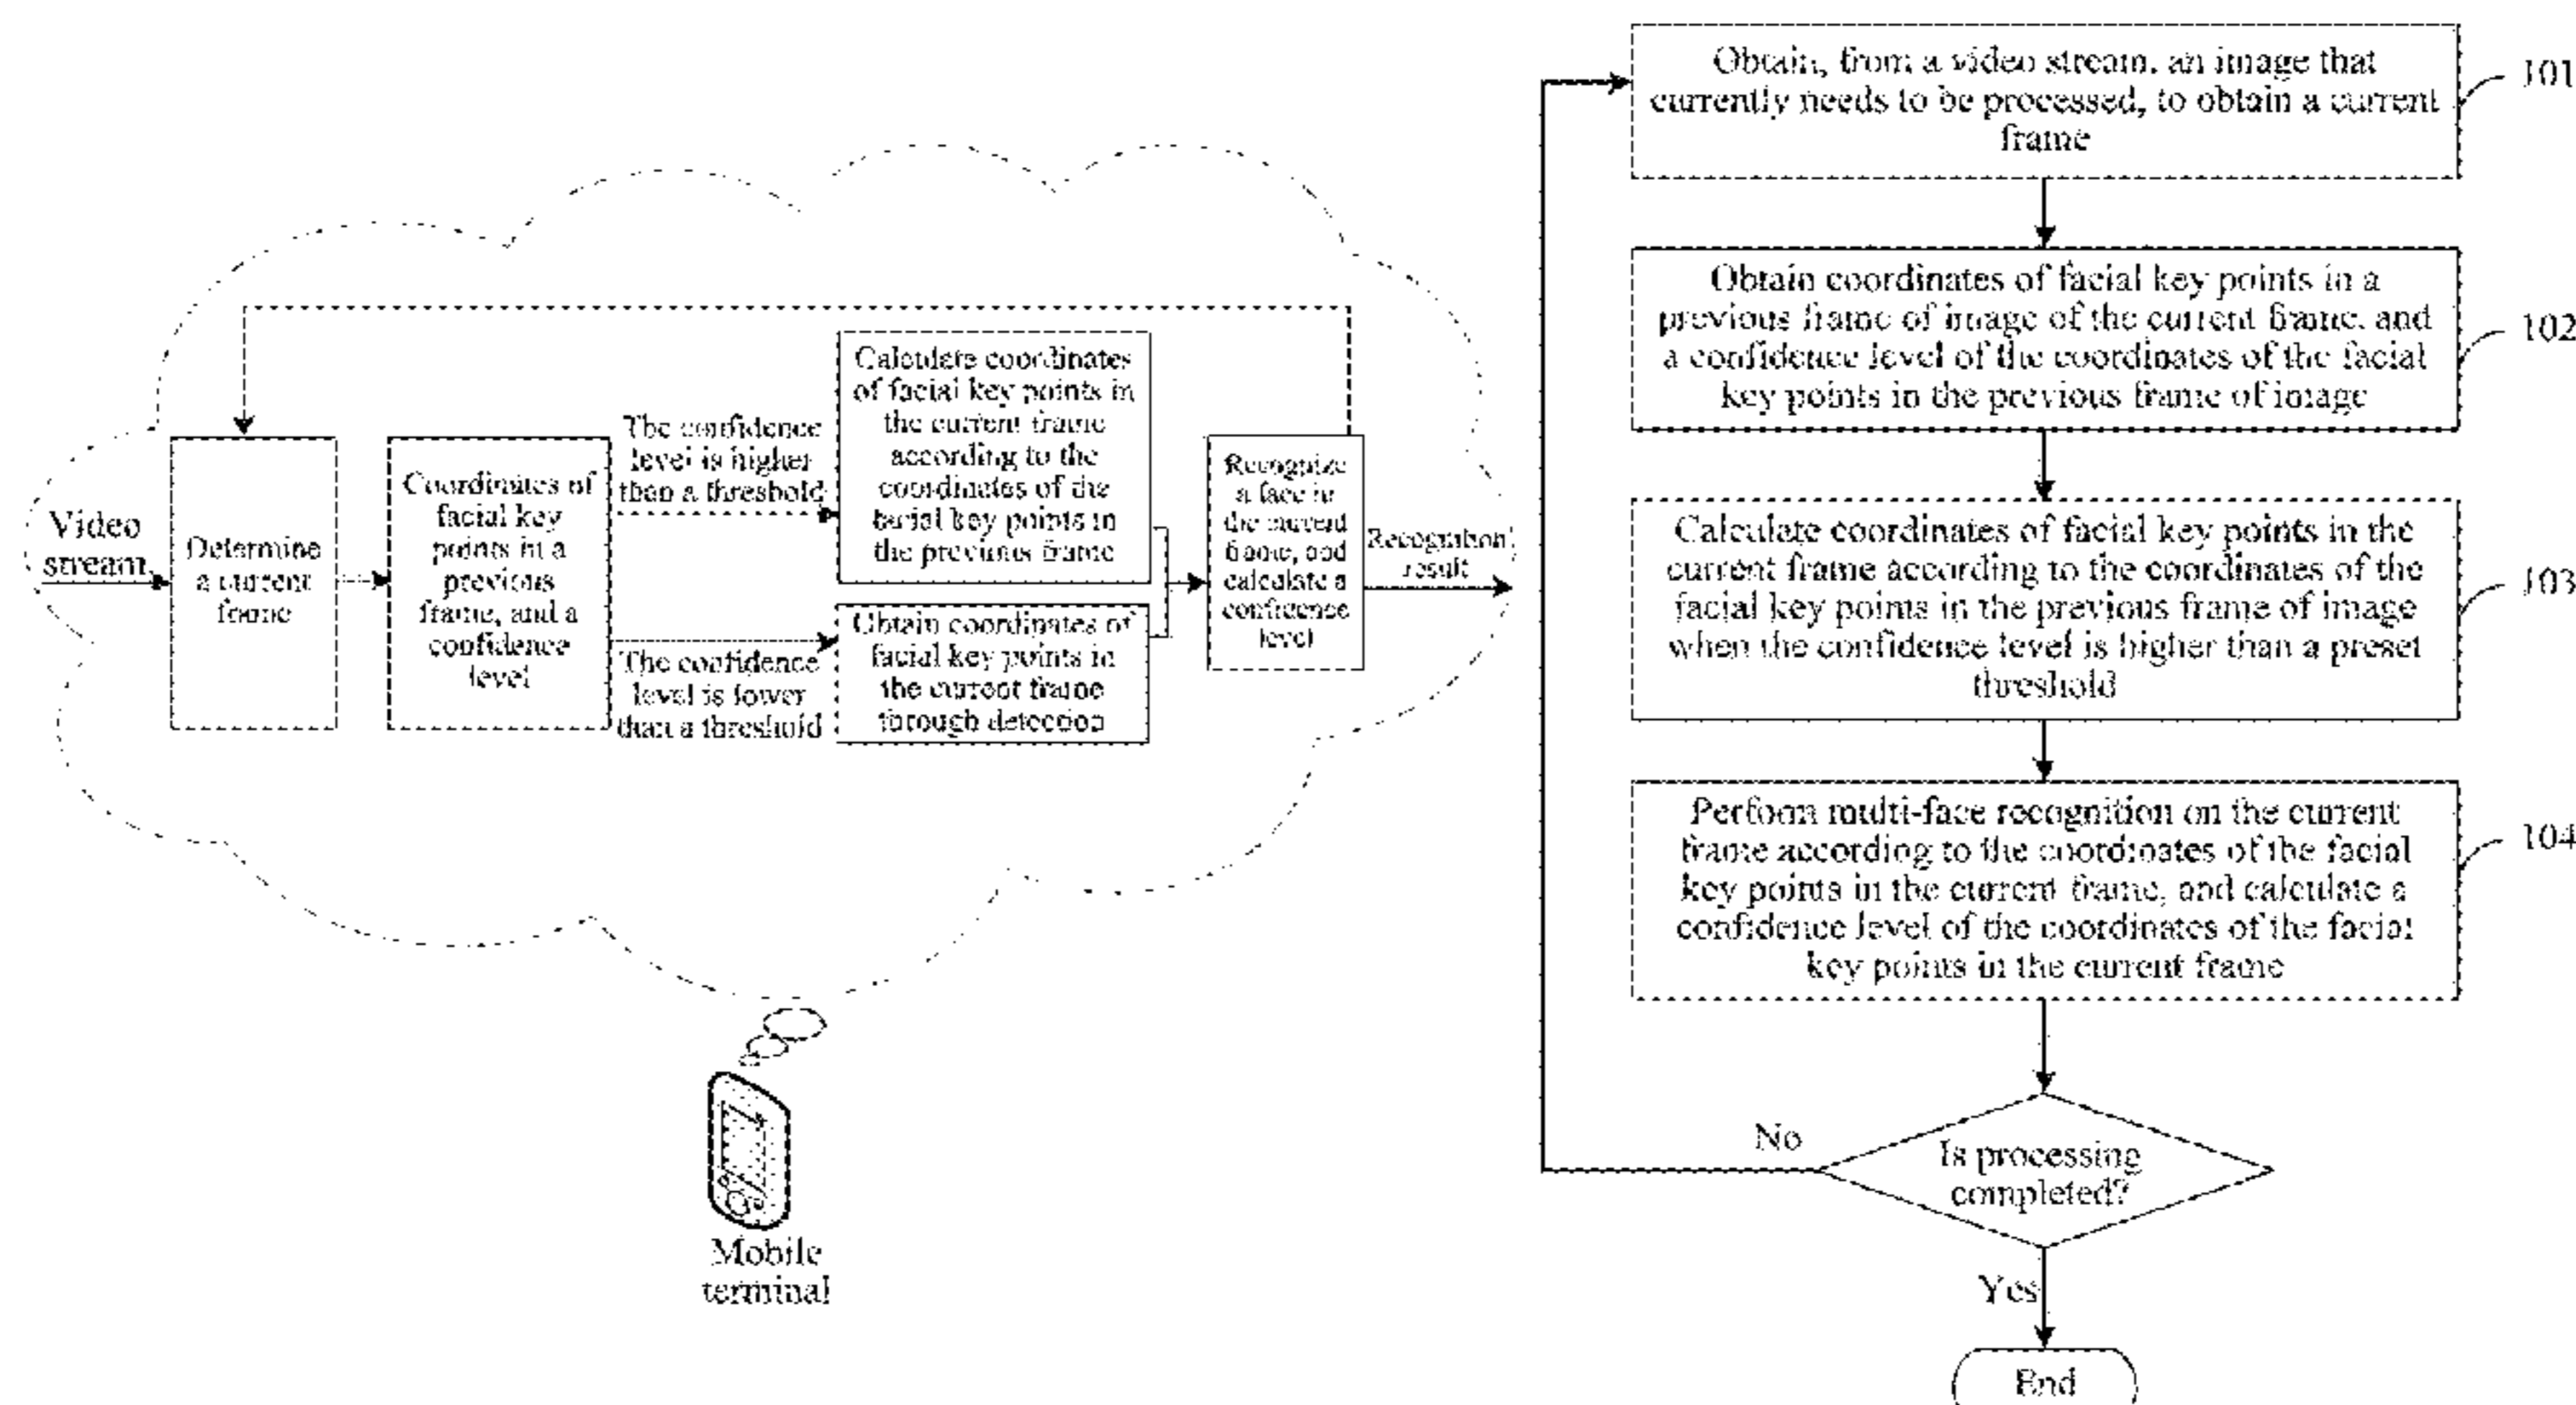 Video
stream
Determine
a current
frame
Coordinates of
facial key
points in a
previous
frame, and a
confidence
level
The confidence
level is higher
than a threshold
The confidence
level is lower
than a threshold
Calculate coordinates
of facial key points in
the current frame
according to the
coordinates of the
facial key points in
the previous frame
Obtain coordinates of
facial key points in
the current frame
through detection
Recognize
a face in
the current
frame, and
calculate a
confidence
level
Recognition
result
Mobile
terminal
Obtain, from a video stream, an image that
currently needs to be processed, to obtain a current
frame
101
Obtain coordinates of facial key points in a
previous frame of image of the current frame, and
a confidence level of the coordinates of the facial
key points in the previous frame of image
102
Calculate coordinates of facial key points in the
current frame according to the coordinates of the
facial key points in the previous frame of image
when the confidence level is higher than a preset
threshold
103
Perform multi-face recognition on the current
frame according to the coordinates of the facial
key points in the current frame, and calculate a
confidence level of the coordinates of the facial
key points in the current frame
104
Is processing
completed?
No
Yes
End